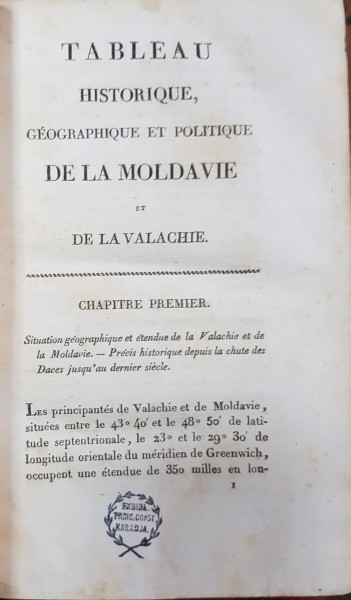 TABLEAU
HISTORIQUE,
GÉOGRAPHIQUE ET POLITIQUE
DE LA MOLDAVIE
ET
DE LA VALACHIE.
CHAPITRE PREMIER.
Situation géographique et étendue de la Valachie et de
la Moldavie. — Précis historique depuis la chute des
Daces jusqu'au dernier siècle.
LES principautés de Valachie et de Moldavie,
situées entre le 43° 40' et le 48° 50' de lati-
tude septentrionale, le 23° et le 29° 30' de
longitude orientale du méridien de Greenwich,
occupent une étendue de 350 milles en lon-
1
EXBIBL.
PRINC.CONST.
KARADJA.